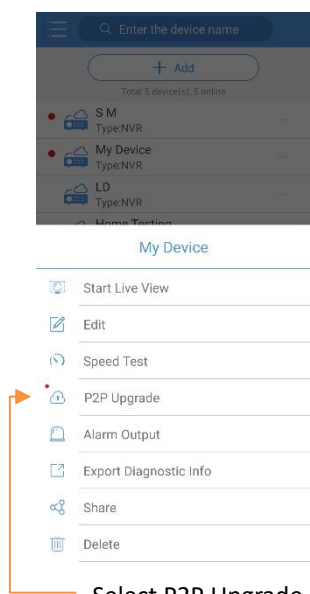 Enter the device name
+ Add
Total 5 device(s), 5 online
S M
Type:NVR
My Device
Type:NVR
LD
Type:NVR
Home Testing
My Device
Start Live View
Edit
Speed Test
P2P Upgrade
Alarm Output
Export Diagnostic Info
Share
Delete
Select P2P Upgrade